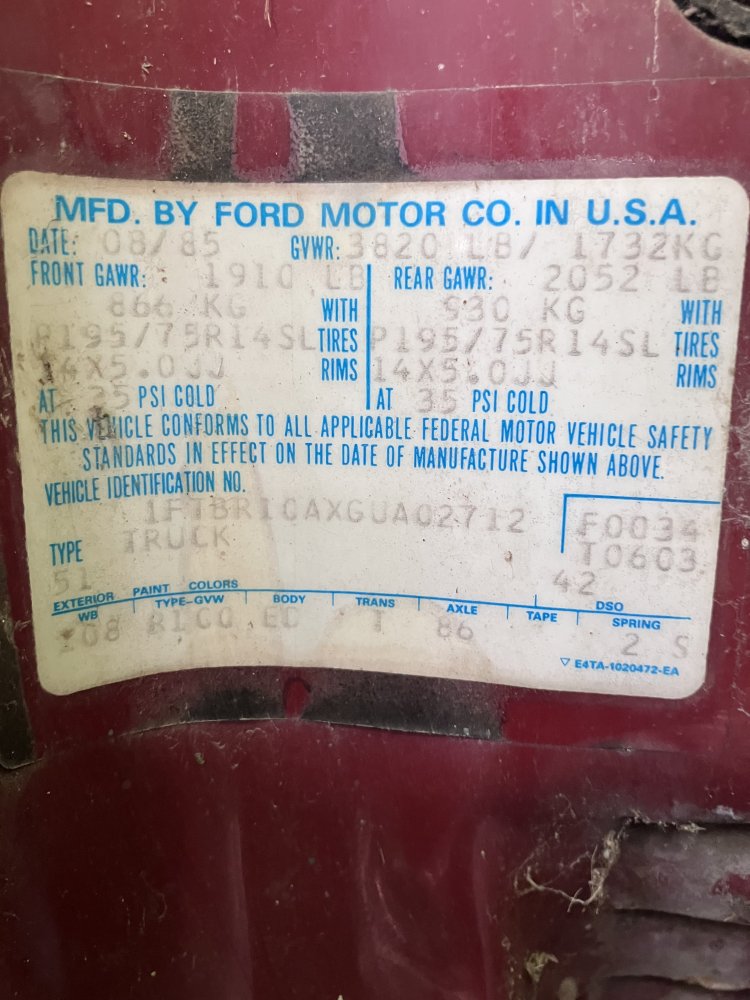 MFD. BY FORD MOTOR CO. IN U.S.A.
DATE: 08/85 GVWR: 3820 LB/ 1732KG
FRONT GAWR: 1910 LB REAR GAWR: 2052 LB
866 KG WITH 930 KG WITH
P195/75R14SL TIRES P195/75R14SL TIRES
14X5.0JJ RIMS 14X5.0JJ RIMS
AT 35 PSI COLD AT 35 PSI COLD
THIS VEHICLE CONFORMS TO ALL APPLICABLE FEDERAL MOTOR VEHICLE SAFETY
STANDARDS IN EFFECT ON THE DATE OF MANUFACTURE SHOWN ABOVE.
VEHICLE IDENTIFICATION NO.
1FTBR10AXGUA02712 F0034
TYPE TRUCK T0603
51 42
EXTERIOR PAINT COLORS DSO
WB TYPE-GVW BODY TRANS AXLE TAPE SPRING
108 R1CO T 86 2 S
▽ E4TA-1020472-EA